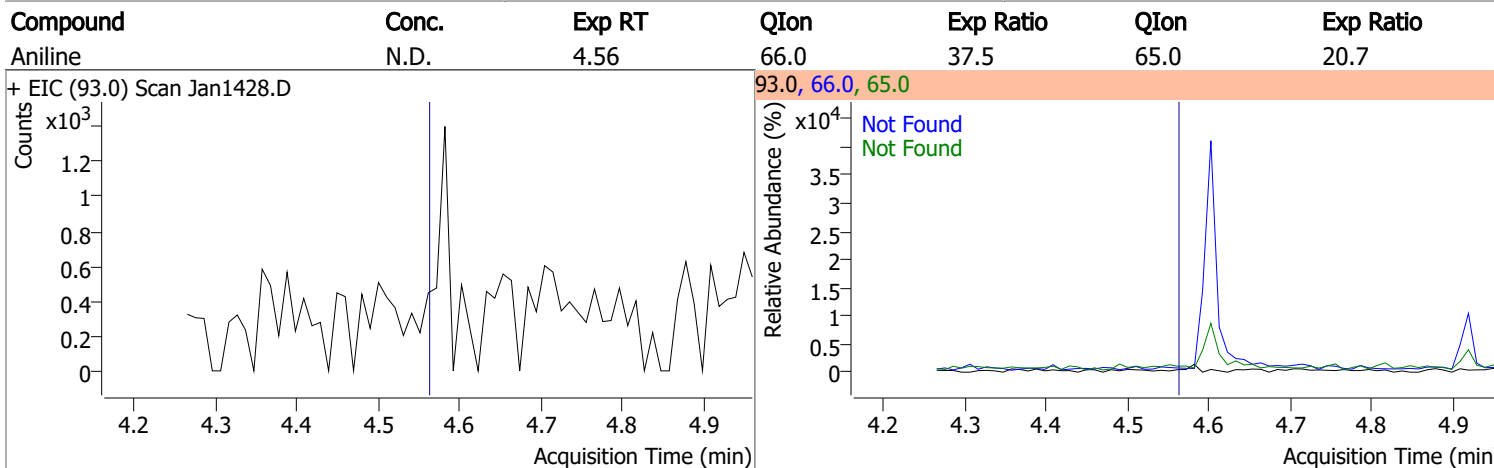 Compound Conc. Exp RT QIon Exp Ratio QIon Exp Ratio
Aniline N.D. 4.56 66.0 37.5 65.0 20.7
+ EIC (93.0) Scan Jan1428.D
Counts
x10³
1.2
1
0.8
0.6
0.4
0.2
0
4.2 4.3 4.4 4.5 4.6 4.7 4.8 4.9
Acquisition Time (min)
93.0, 66.0, 65.0
Relative Abundance (%)
x10⁴
Not Found
Not Found
3.5
3
2.5
2
1.5
1
0.5
0
4.2 4.3 4.4 4.5 4.6 4.7 4.8 4.9
Acquisition Time (min